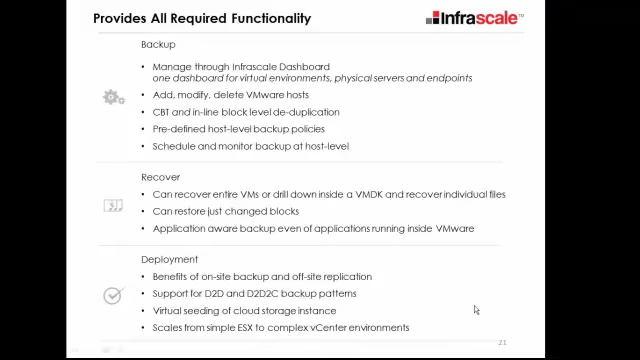 Provides All Required Functionality
Infrascale™
Backup
• Manage through Infrascale Dashboard
one dashboard for virtual environments, physical servers and endpoints
• Add, modify, delete VMware hosts
• CBT and in-line block level de-duplication
• Pre-defined host-level backup policies
• Schedule and monitor backup at host-level
Recover
• Can recover entire VMs or drill down inside a VMDK and recover individual files
• Can restore just changed blocks
• Application aware backup even of applications running inside VMware
Deployment
• Benefits of on-site backup and off-site replication
• Support for D2D and D2D2C backup patterns
• Virtual seeding of cloud storage instance
• Scales from simple ESX to complex vCenter environments
21